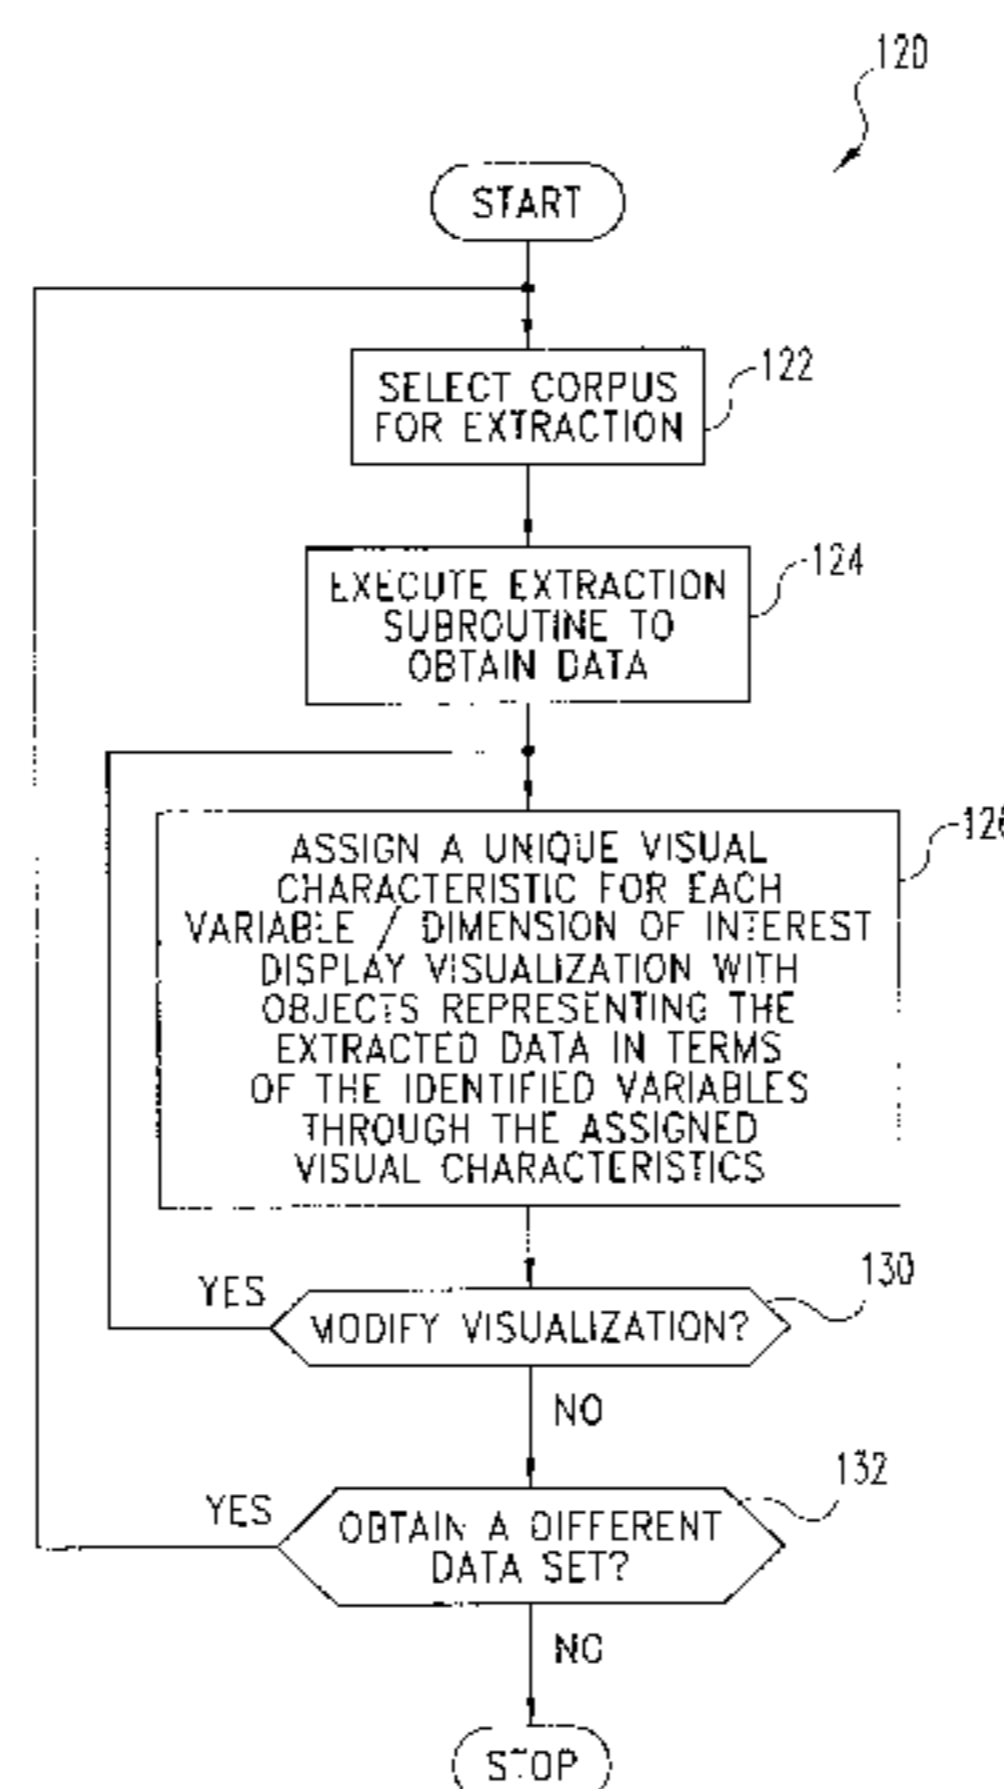 120
START
SELECT CORPUS
FOR EXTRACTION
122
EXECUTE EXTRACTION
SUBROUTINE TO
OBTAIN DATA
124
ASSIGN A UNIQUE VISUAL
CHARACTERISTIC FOR EACH
VARIABLE / DIMENSION OF INTEREST
DISPLAY VISUALIZATION WITH
OBJECTS REPRESENTING THE
EXTRACTED DATA IN TERMS
OF THE IDENTIFIED VARIABLES
THROUGH THE ASSIGNED
VISUAL CHARACTERISTICS
YES
MODIFY VISUALIZATION?
130
NO
YES
OBTAIN A DIFFERENT
DATA SET?
132
NO
STOP